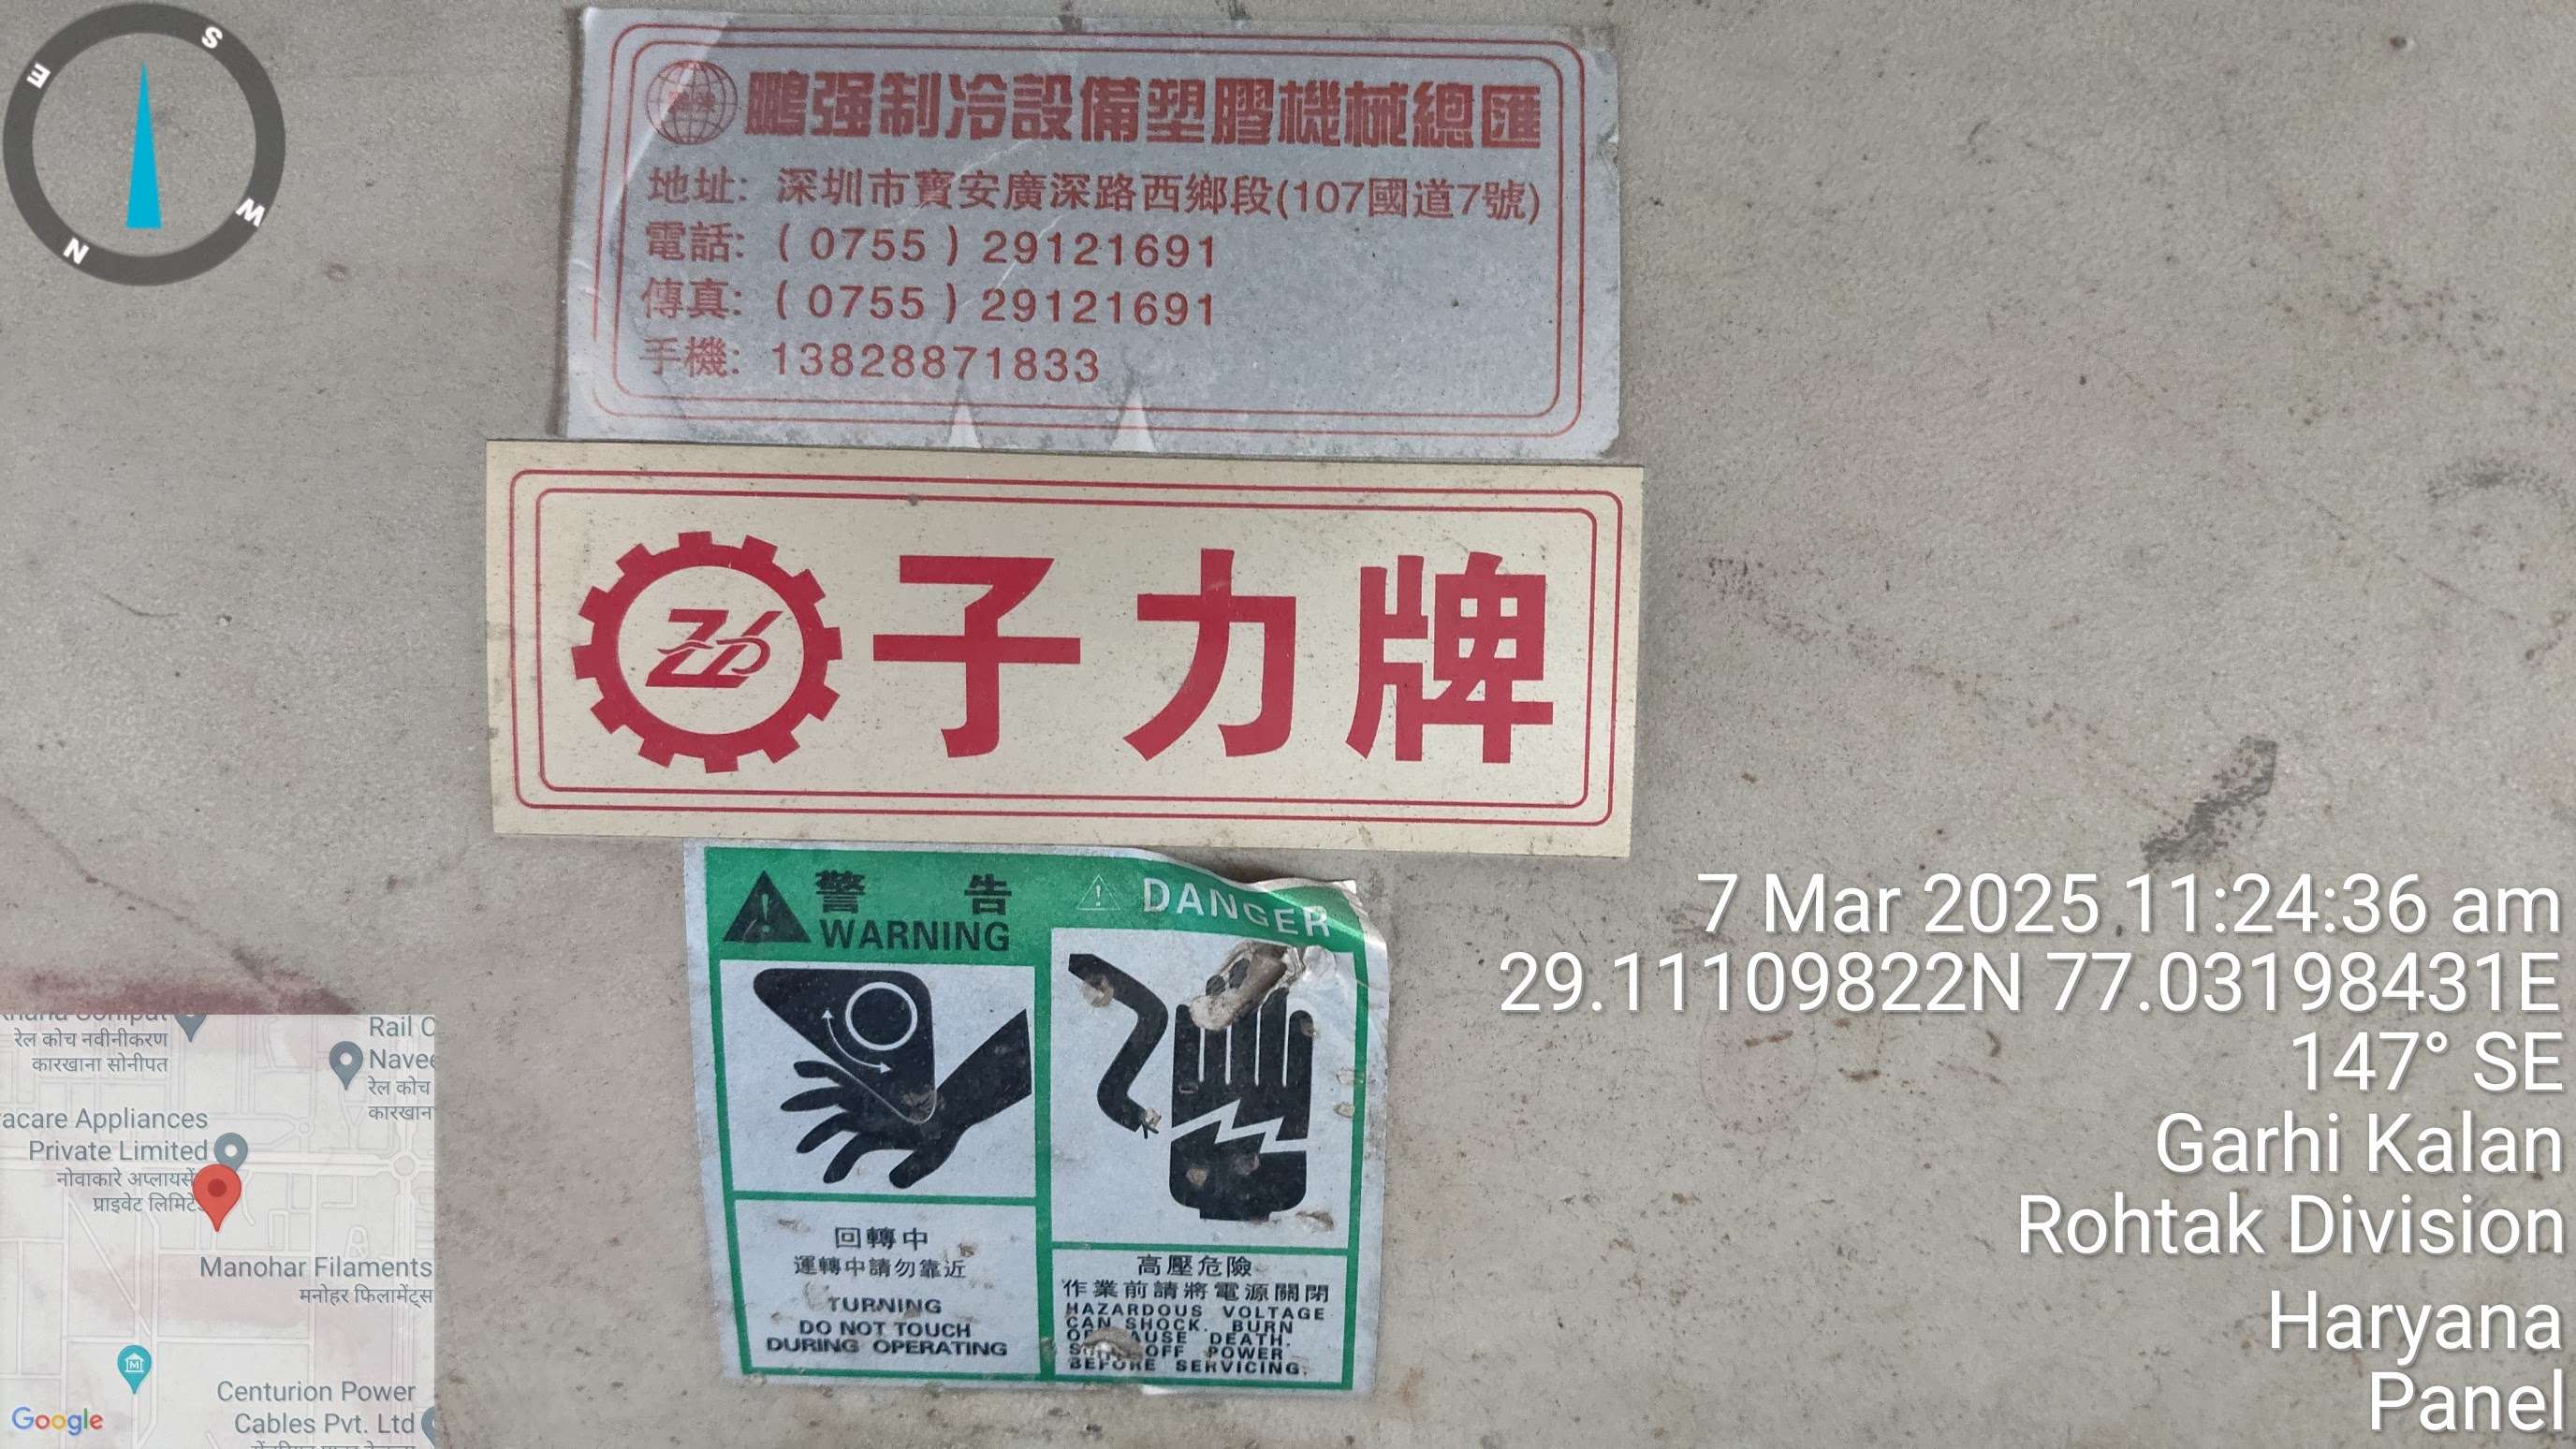 鵬强制冷設備塑膠機械總匯
地址: 深圳市寶安廣深路西鄉段(107國道7號)
電話: (0755) 29121691
傳真: (0755) 29121691
手機: 13828871833
子力牌
警告
WARNING
DANGER
回轉中
運轉中請勿靠近
TURNING
DO NOT TOUCH
DURING OPERATING
高壓危險
作業前請將電源關閉
HAZARDOUS VOLTAGE
CAN SHOCK. BURN
DEATH.
OFF POWER
BEFORE SERVICING.
S
E
W
N
7 Mar 2025 11:24:36 am
29.11109822N 77.03198431E
147° SE
Garhi Kalan
Rohtak Division
Haryana
Panel
रेल कोच नवीनीकरण
कारखाना सोनीपत
Rail
रेल कोच
Appliances
Private Limited
नोवाकारे
प्राइवेट
Manohar Filaments
मनोहर फिलामेंट्स
Centurion Power
Cables Pvt. Ltd
Google